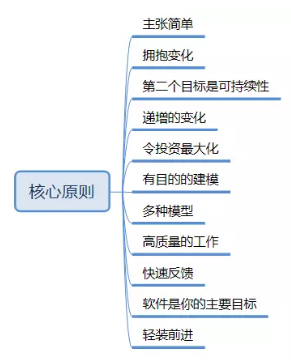 核心原则
主张简单
拥抱变化
第二个目标是可持续性
递增的变化
令投资最大化
有目的的建模
多种模型
高质量的工作
快速反馈
软件是你的主要目标
轻装前进